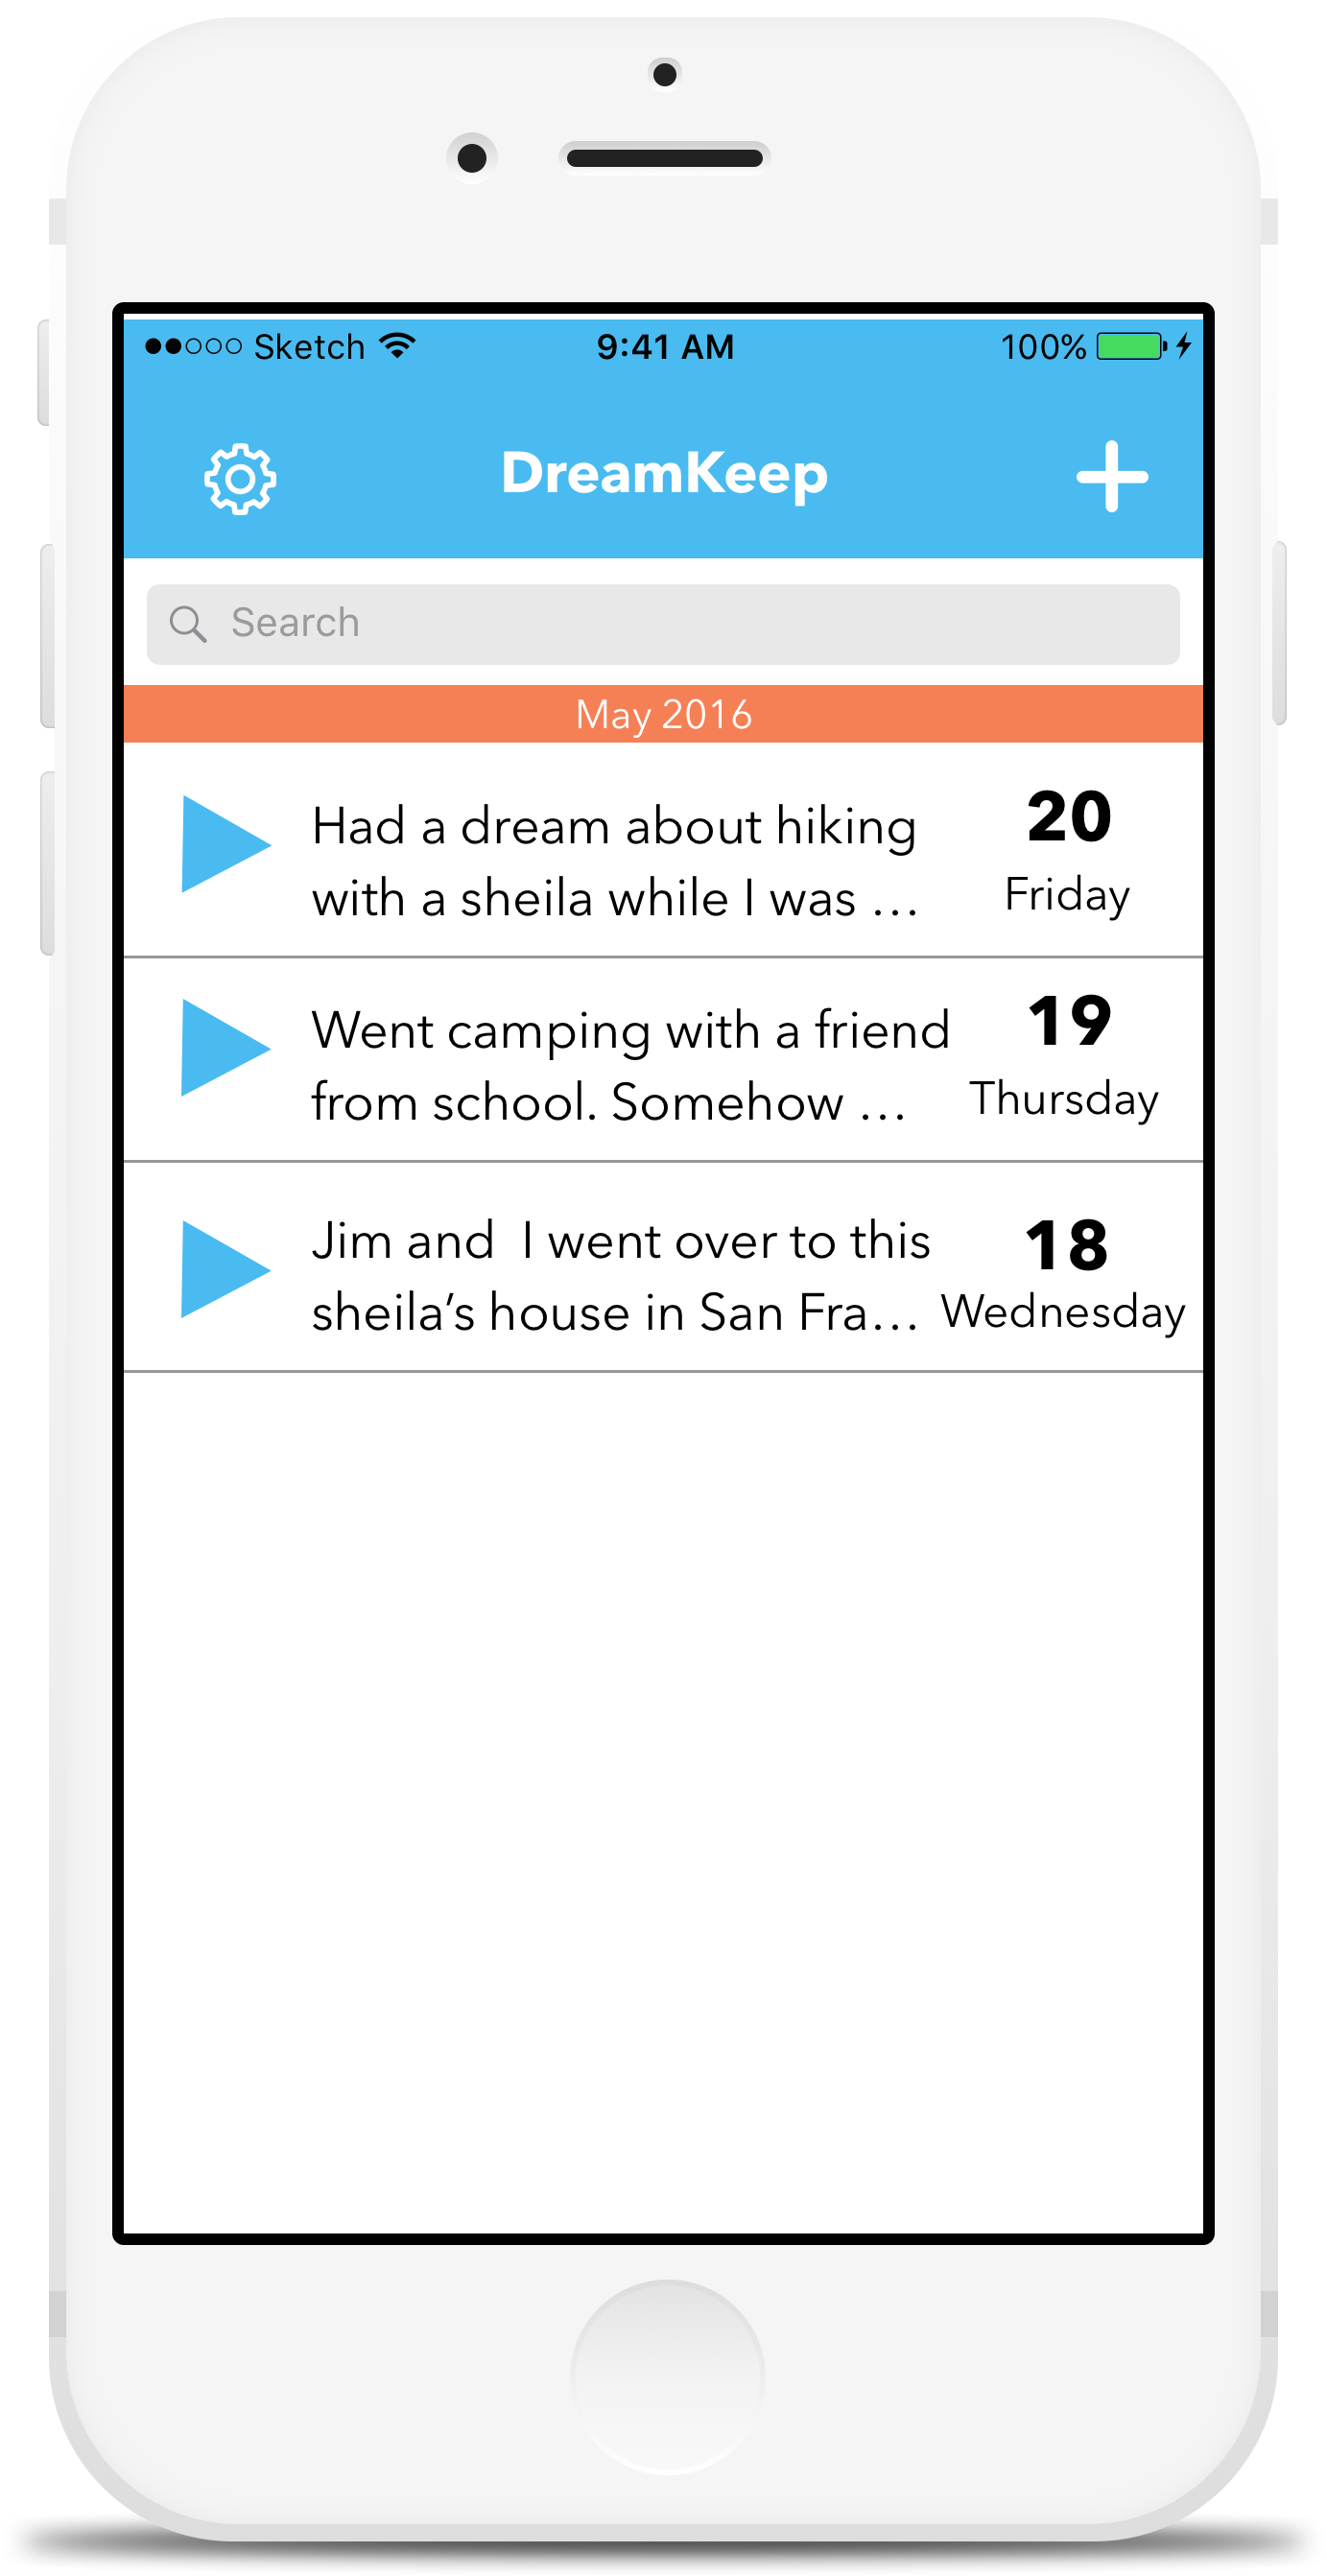 Sketch 9:41 AM 100%
DreamKeep
Search
May 2016
Had a dream about hiking
with a sheila while I was …
20
Friday
Went camping with a friend
from school. Somehow …
19
Thursday
Jim and  I went over to this
sheila’s house in San Fra…
18
Wednesday